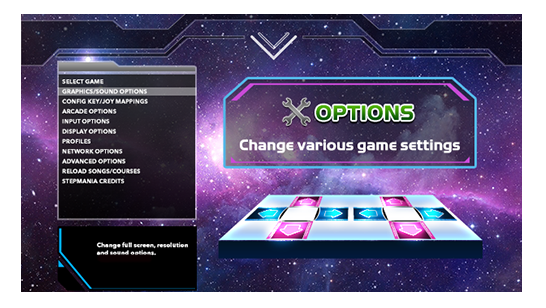 SELECT GAME
GRAPHICS/SOUND OPTIONS
CONFIG KEY/JOY MAPPINGS
ARCADE OPTIONS
INPUT OPTIONS
DISPLAY OPTIONS
PROFILES
NETWORK OPTIONS
ADVANCED OPTIONS
RELOAD SONGS/COURSES
STEPMANIA CREDITS
OPTIONS
Change various game settings
Change full screen, resolution
and sound options.